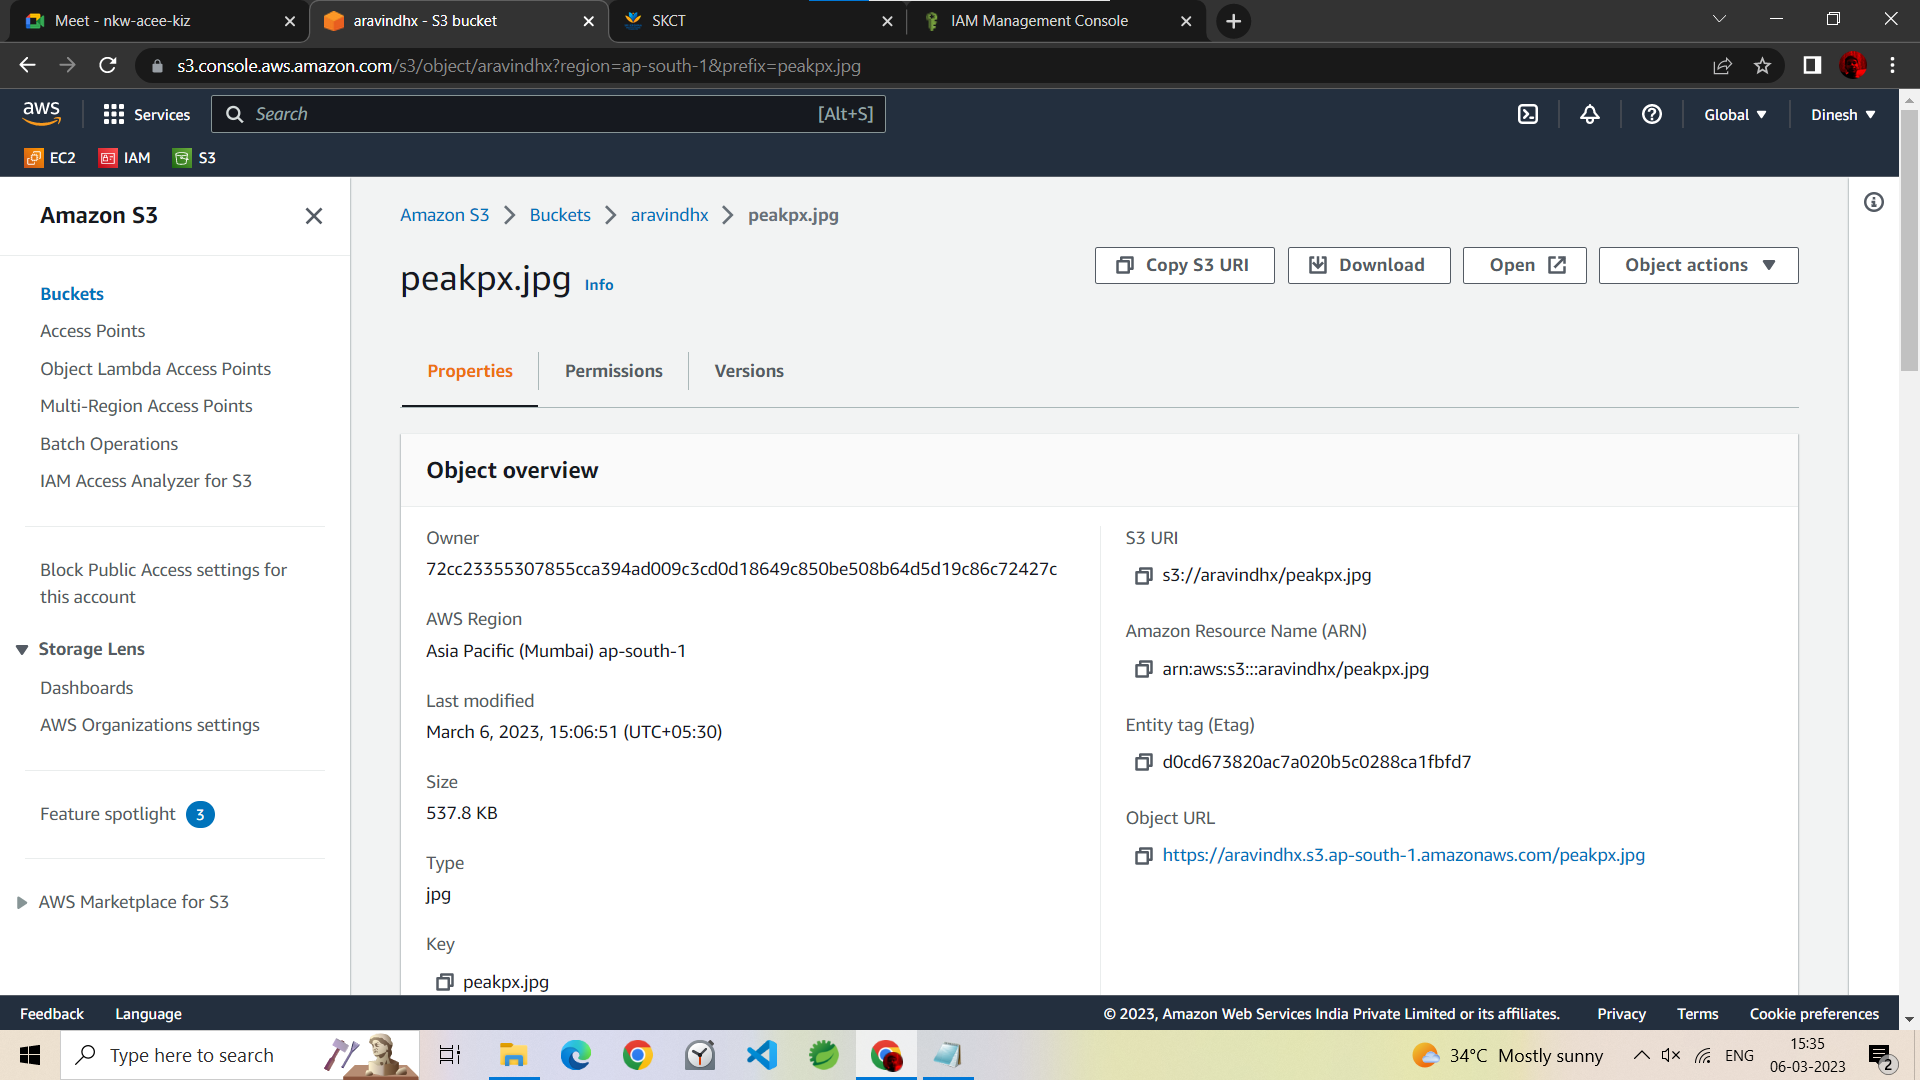 Meet - nkw-acee-kiz
aravindhx - S3 bucket
SKCT
IAM Management Console
s3.console.aws.amazon.com/s3/object/aravindhx?region=ap-south-1&prefix=peakpx.jpg
aws
Services
Search
[Alt+S]
Global
Dinesh
EC2
IAM
S3
Amazon S3
Buckets
Access Points
Object Lambda Access Points
Multi-Region Access Points
Batch Operations
IAM Access Analyzer for S3
Block Public Access settings for
this account
Storage Lens
Dashboards
AWS Organizations settings
Feature spotlight 3
AWS Marketplace for S3
Amazon S3 > Buckets > aravindhx > peakpx.jpg
peakpx.jpg Info
Copy S3 URI
Download
Open
Object actions
Properties
Permissions
Versions
Object overview
Owner
72cc23355307855cca394ad009c3cd0d18649c850be508b64d5d19c86c72427c
AWS Region
Asia Pacific (Mumbai) ap-south-1
Last modified
March 6, 2023, 15:06:51 (UTC+05:30)
Size
537.8 KB
Type
jpg
Key
peakpx.jpg
S3 URI
s3://aravindhx/peakpx.jpg
Amazon Resource Name (ARN)
arn:aws:s3:::aravindhx/peakpx.jpg
Entity tag (Etag)
d0cd673820ac7a020b5c0288ca1fbfd7
Object URL
https://aravindhx.s3.ap-south-1.amazonaws.com/peakpx.jpg
Feedback
Language
© 2023, Amazon Web Services India Private Limited or its affiliates.
Privacy
Terms
Cookie preferences
Type here to search
34°C Mostly sunny
ENG
15:35
06-03-2023
2